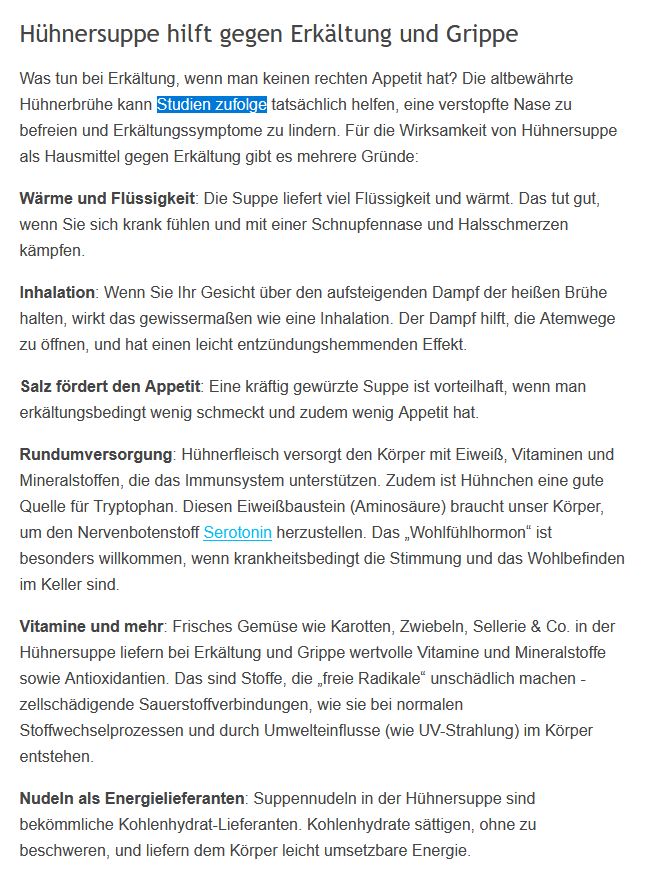 Hühnersuppe hilft gegen Erkältung und Grippe
Was tun bei Erkältung, wenn man keinen rechten Appetit hat? Die altbewährte
Hühnerbrühe kann Studien zufolge tatsächlich helfen, eine verstopfte Nase zu
befreien und Erkältungssymptome zu lindern. Für die Wirksamkeit von Hühnersuppe
als Hausmittel gegen Erkältung gibt es mehrere Gründe:
Wärme und Flüssigkeit: Die Suppe liefert viel Flüssigkeit und wärmt. Das tut gut,
wenn Sie sich krank fühlen und mit einer Schnupfennase und Halsschmerzen
kämpfen.
Inhalation: Wenn Sie Ihr Gesicht über den aufsteigenden Dampf der heißen Brühe
halten, wirkt das gewissermaßen wie eine Inhalation. Der Dampf hilft, die Atemwege
zu öffnen, und hat einen leicht entzündungshemmenden Effekt.
Salz fördert den Appetit: Eine kräftig gewürzte Suppe ist vorteilhaft, wenn man
erkältungsbedingt wenig schmeckt und zudem wenig Appetit hat.
Rundumversorgung: Hühnerfleisch versorgt den Körper mit Eiweiß, Vitaminen und
Mineralstoffen, die das Immunsystem unterstützen. Zudem ist Hühnchen eine gute
Quelle für Tryptophan. Diesen Eiweißbaustein (Aminosäure) braucht unser Körper,
um den Nervenbotenstoff Serotonin herzustellen. Das „Wohlfühlhormon“ ist
besonders willkommen, wenn krankheitsbedingt die Stimmung und das Wohlbefinden
im Keller sind.
Vitamine und mehr: Frisches Gemüse wie Karotten, Zwiebeln, Sellerie & Co. in der
Hühnersuppe liefern bei Erkältung und Grippe wertvolle Vitamine und Mineralstoffe
sowie Antioxidantien. Das sind Stoffe, die „freie Radikale“ unschädlich machen -
zellschädigende Sauerstoffverbindungen, wie sie bei normalen
Stoffwechselprozessen und durch Umwelteinflusse (wie UV-Strahlung) im Körper
entstehen.
Nudeln als Energielieferanten: Suppennudeln in der Hühnersuppe sind
bekömmliche Kohlenhydrat-Lieferanten. Kohlenhydrate sättigen, ohne zu
beschweren, und liefern dem Körper leicht umsetzbare Energie.